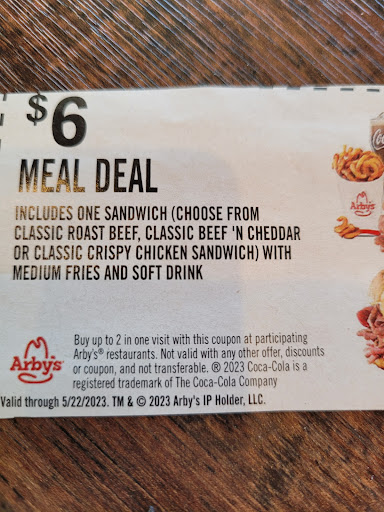 $6
MEAL DEAL
INCLUDES ONE SANDWICH (CHOOSE FROM
CLASSIC ROAST BEEF, CLASSIC BEEF 'N CHEDDAR
OR CLASSIC CRISPY CHICKEN SANDWICH) WITH
MEDIUM FRIES AND SOFT DRINK
Arby's
Buy up to 2 in one visit with this coupon at participating
Arby's® restaurants. Not valid with any other offer, discounts
or coupon, and not transferable. ® 2023 Coca-Cola is a
registered trademark of The Coca-Cola Company
Arby's
Valid through 5/22/2023. TM & © 2023 Arby's IP Holder, LLC.